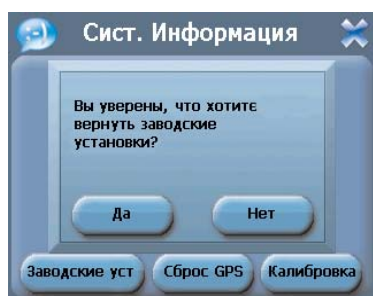 Сист. Информация
Вы уверены, что хотите
вернуть заводские
установки?
Да Нет
Заводские уст Сброс GPS Калибровка